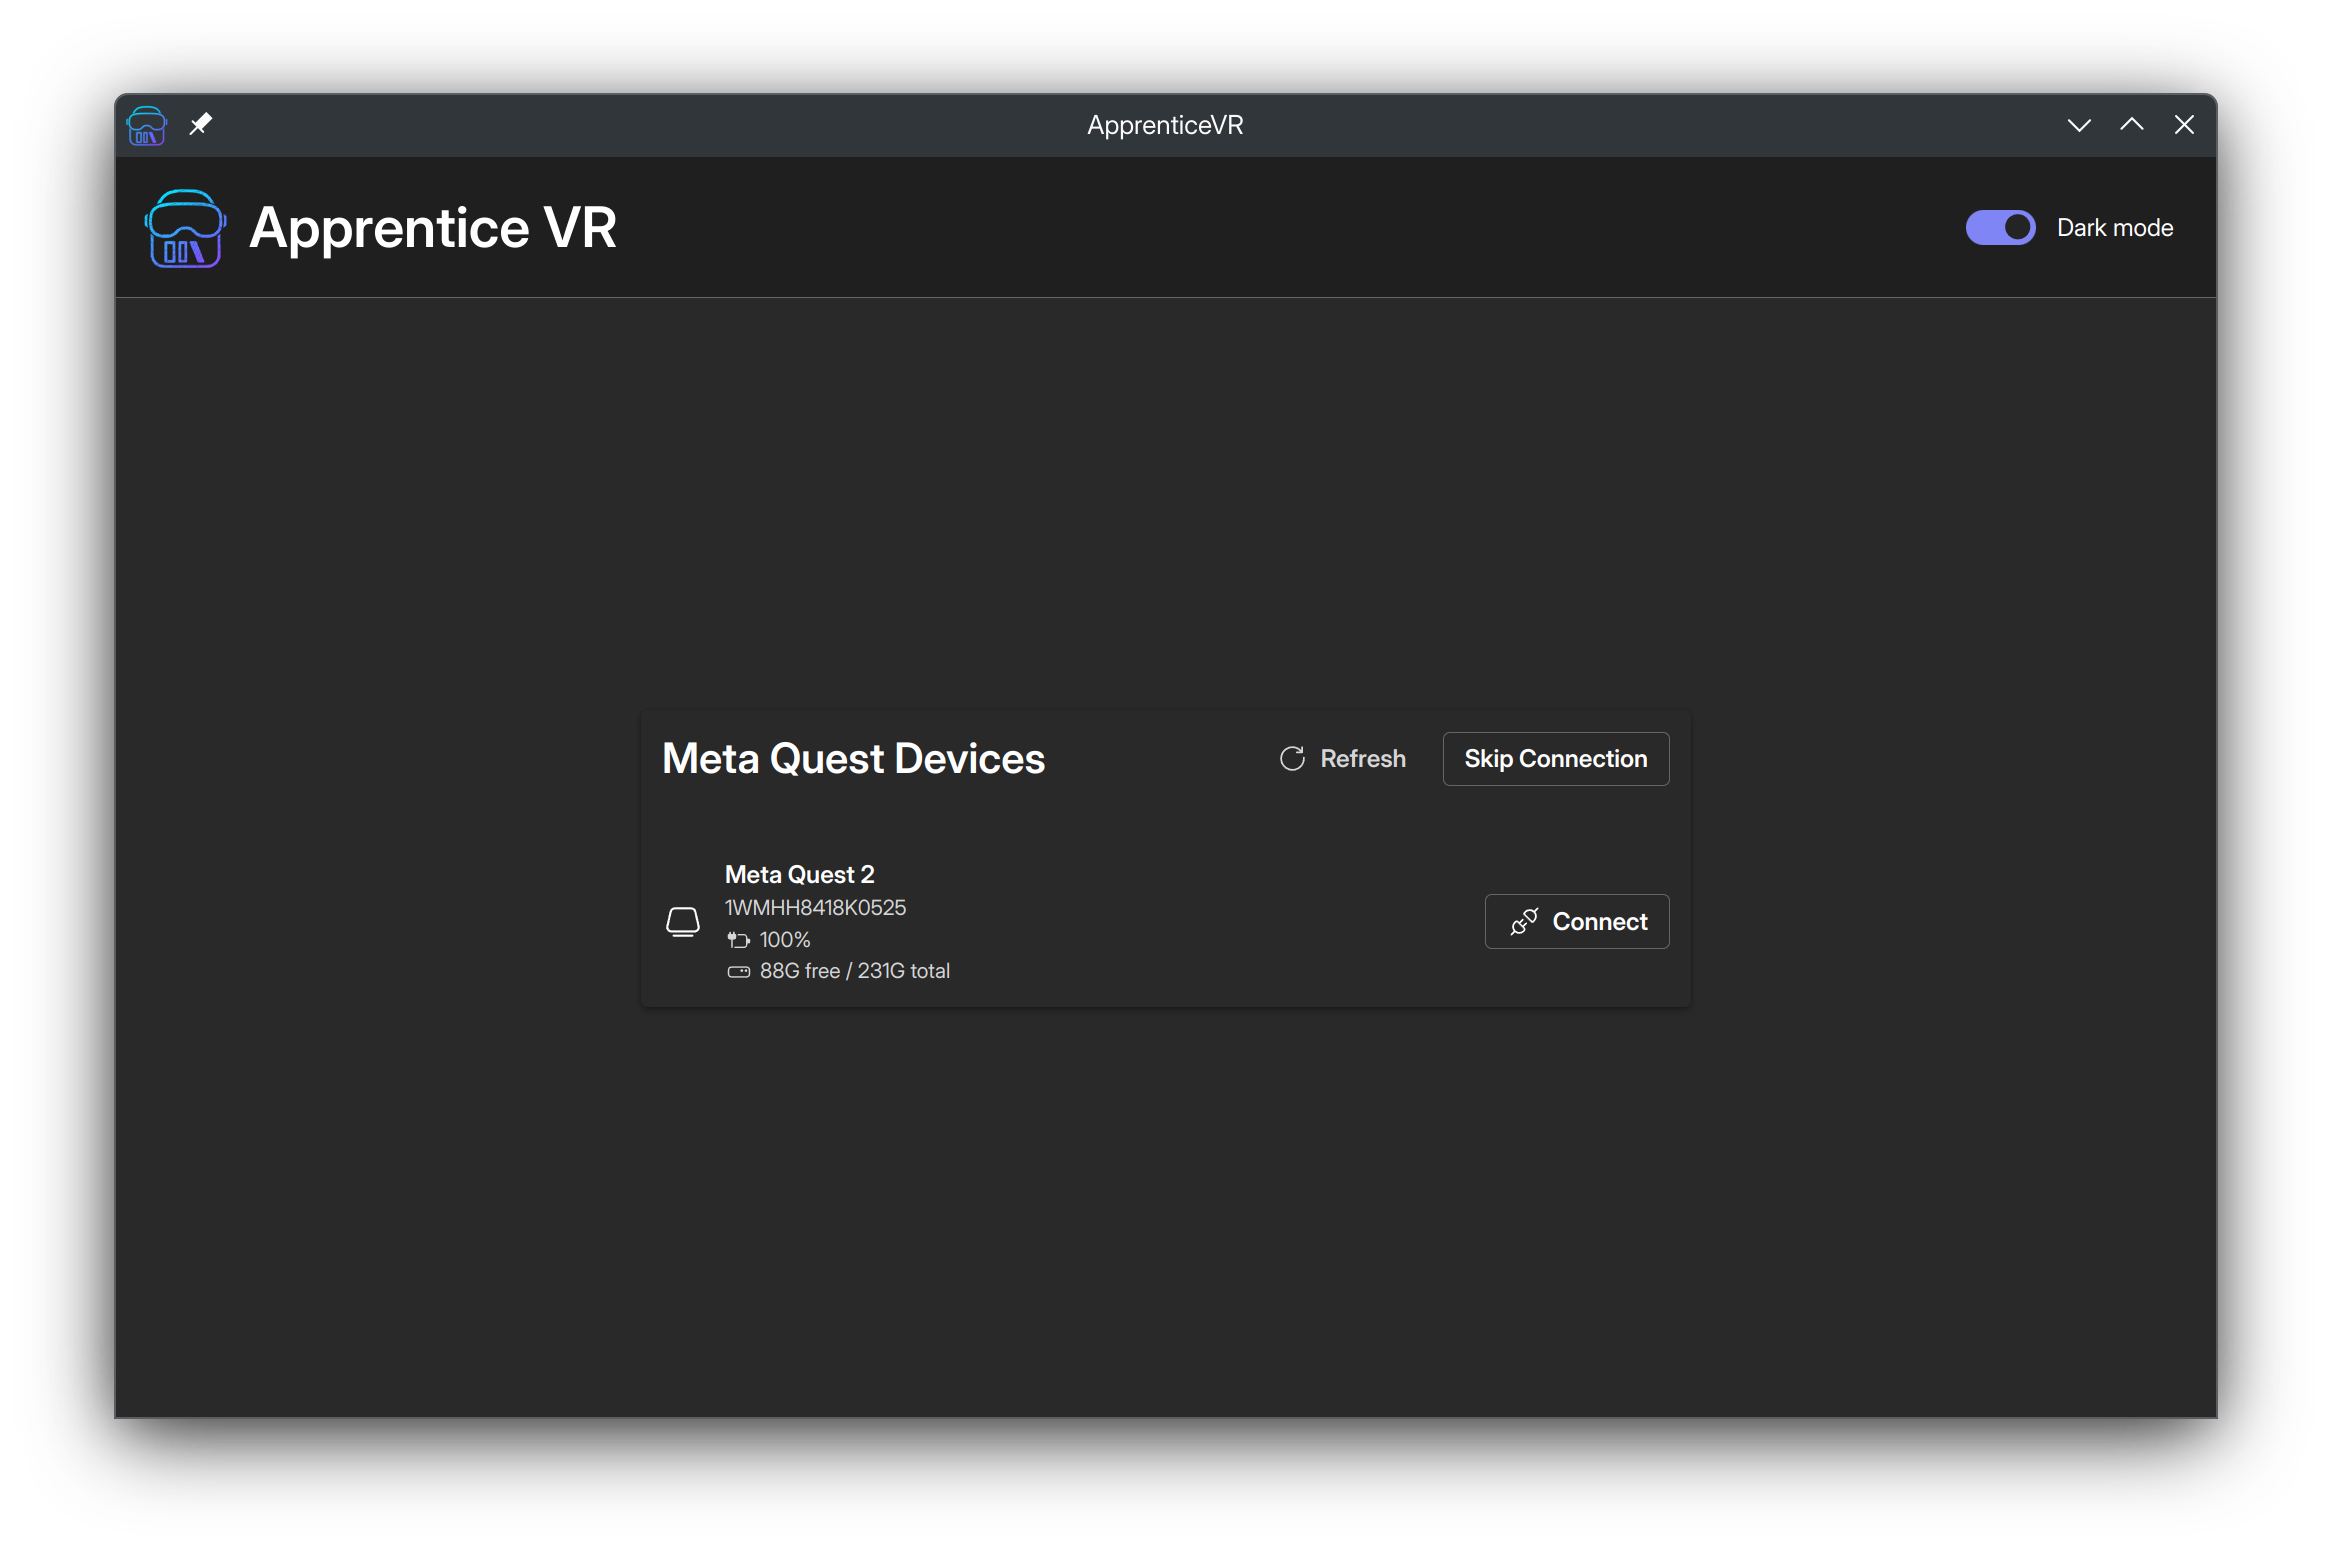 ApprenticeVR
Apprentice VR
Dark mode
Meta Quest Devices
Refresh
Skip Connection
Meta Quest 2
1WMHH8418K0525
100%
88G free / 231G total
Connect